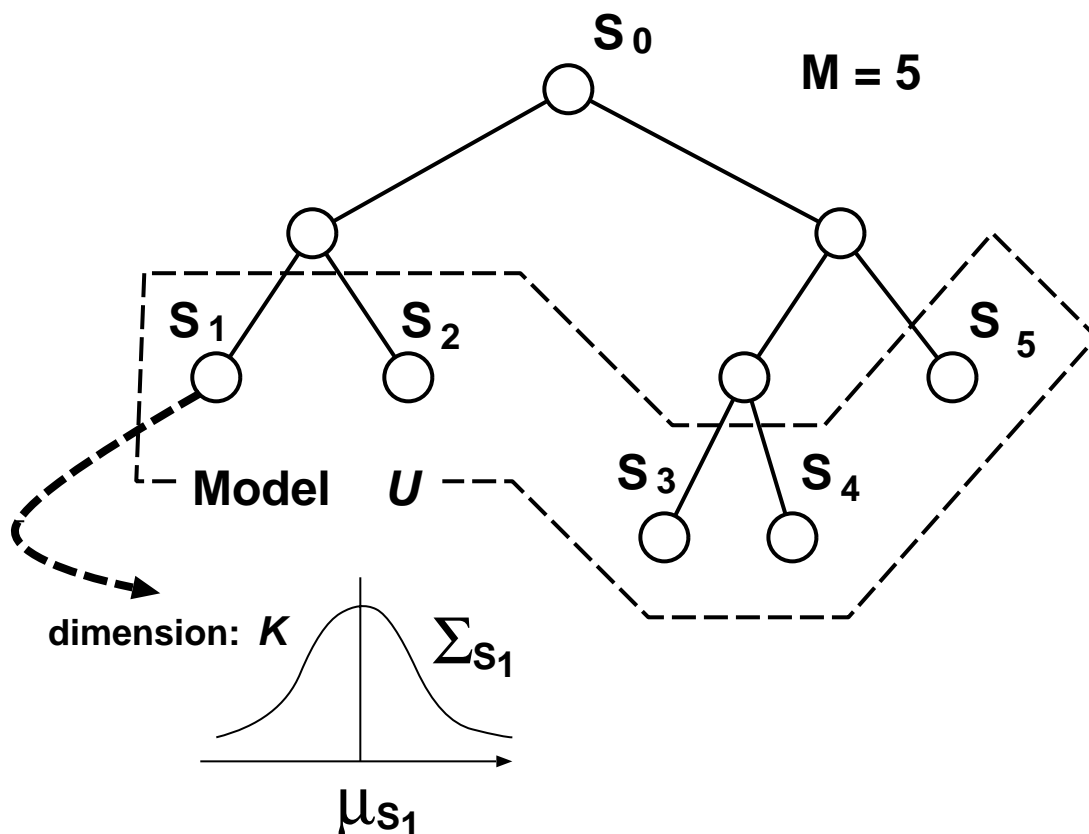 S0
M = 5
S1
S2
S5
S3
S4
Model U
dimension: K
ΣS1
μS1